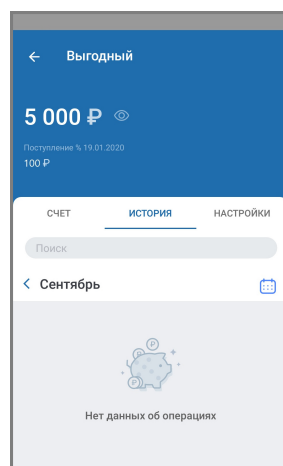 Выгодный
5 000 ₽
Поступление % 19.01.2020
100 ₽
СЧЕТ ИСТОРИЯ НАСТРОЙКИ
Поиск
Сентябрь
₽
₽
Нет данных об операциях